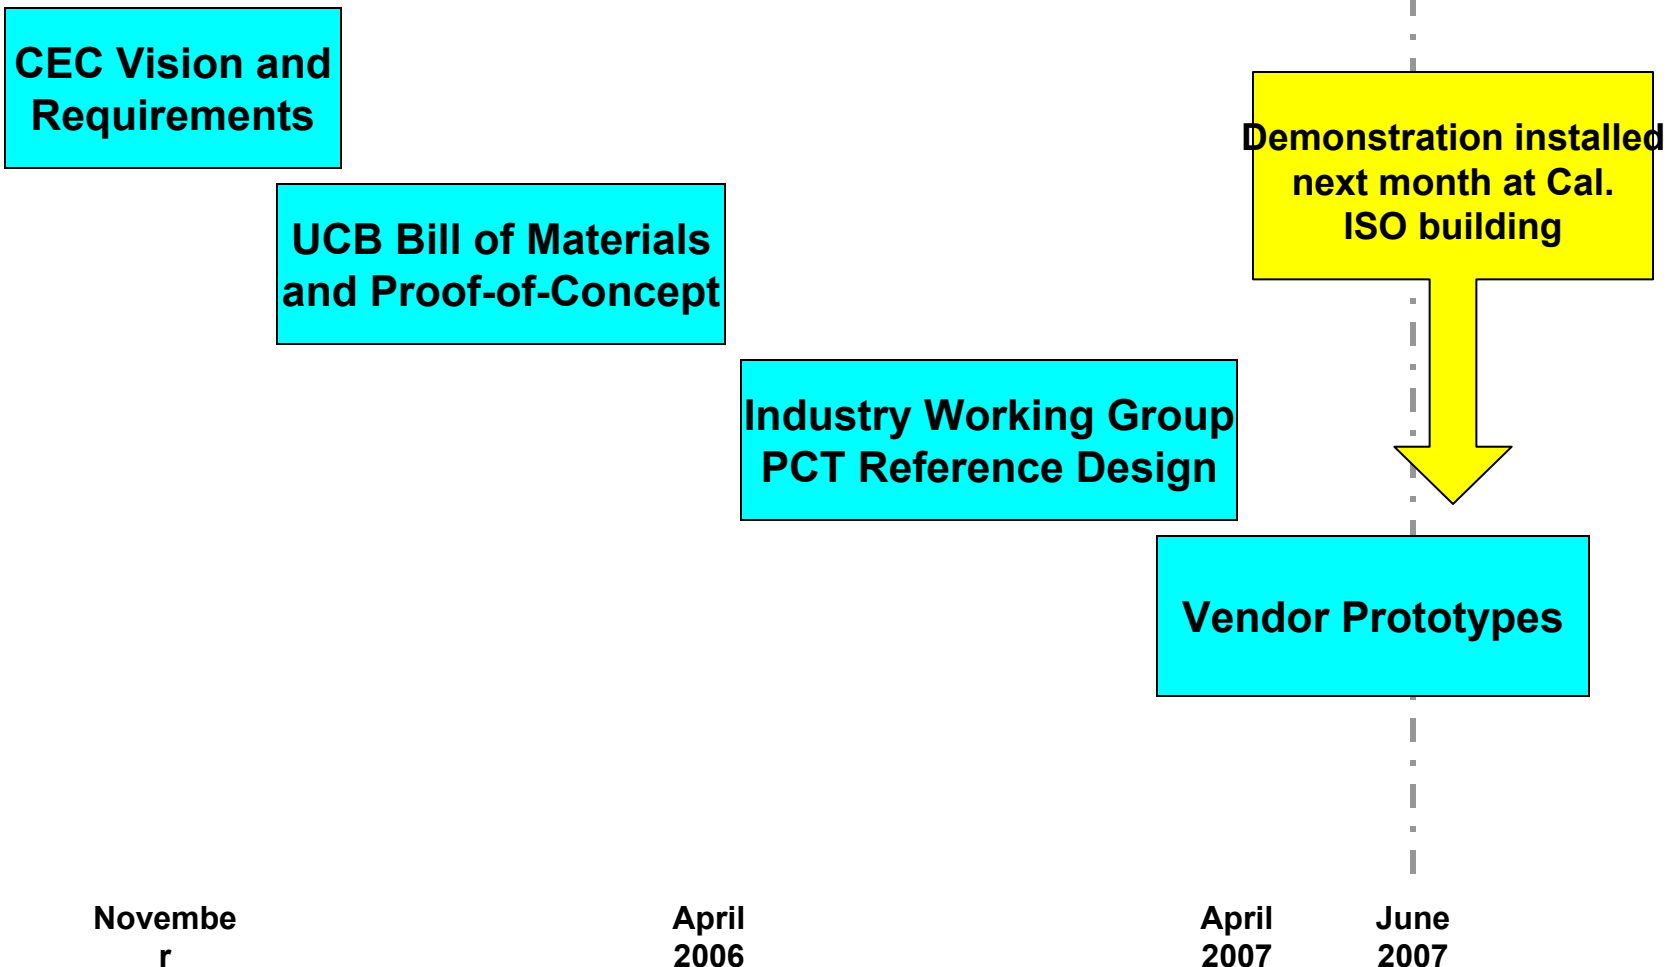 CEC Vision and
Requirements
Demonstration installed
next month at Cal.
ISO building
UCB Bill of Materials
and Proof-of-Concept
Industry Working Group
PCT Reference Design
Vendor Prototypes
Novembe
r
April
2006
April
2007
June
2007